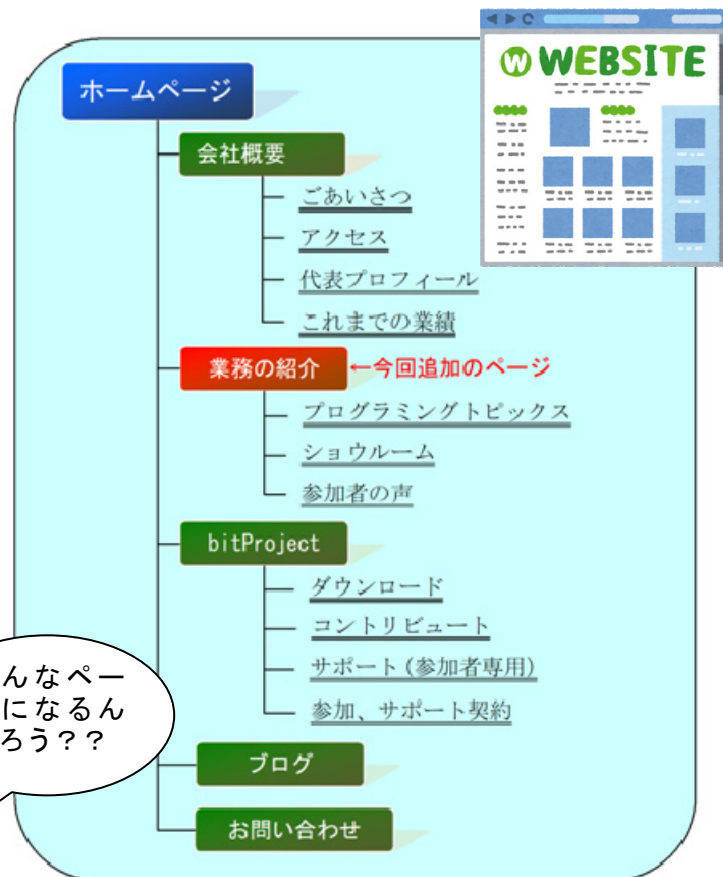 WEBSITE
ホームページ
会社概要
ごあいさつ
アクセス
代表プロフィール
これまでの業績
業務の紹介 ←今回追加のページ
プログラミングトピックス
ショウルーム
参加者の声
bitProject
ダウンロード
コントリビュート
サポート(参加者専用)
参加、サポート契約
んなペー
になるん
ろう??
ブログ
お問い合わせ